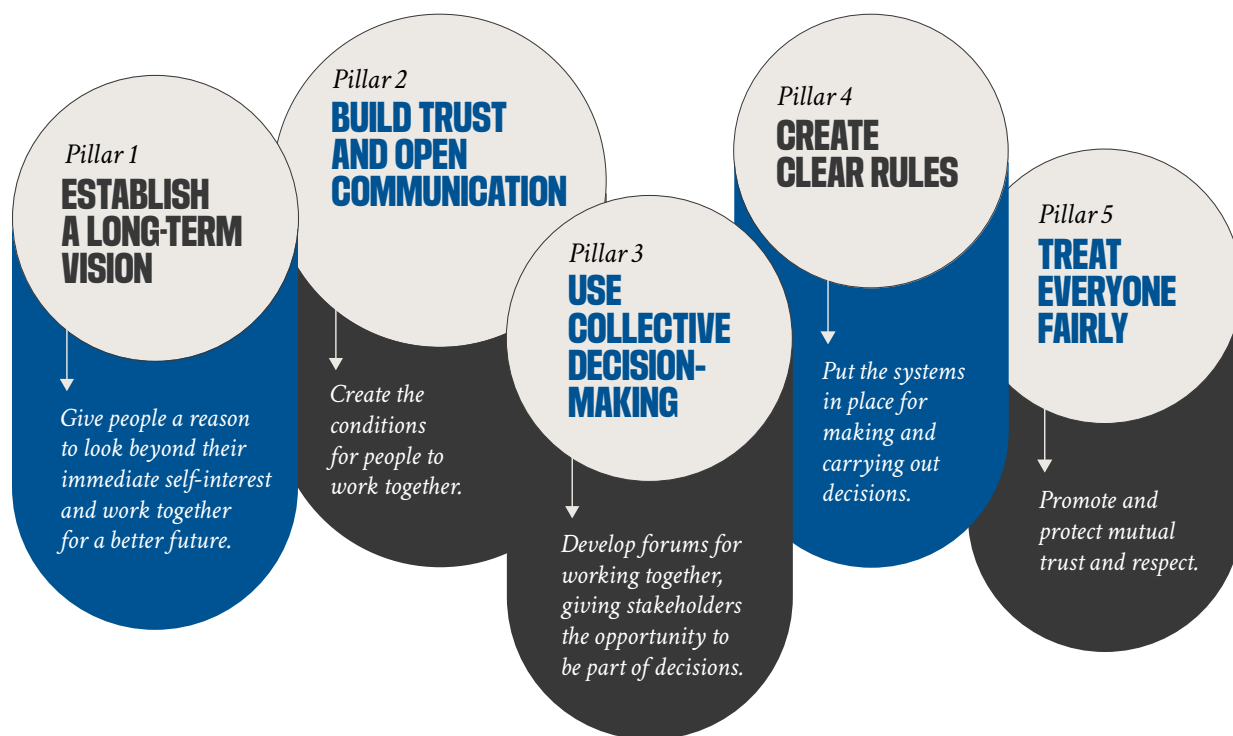 Pillar 1
ESTABLISH
A LONG-TERM
VISION
Give people a reason
to look beyond their
immediate self-interest
and work together
for a better future.
Pillar 2
BUILD TRUST
AND OPEN
COMMUNICATION
Create the
conditions
for people to
work together.
Pillar 3
USE
COLLECTIVE
DECISION-
MAKING
Develop forums for
working together,
giving stakeholders
the opportunity to
be part of decisions.
Pillar 4
CREATE
CLEAR RULES
Put the systems
in place for
making and
carrying out
decisions.
Pillar 5
TREAT
EVERYONE
FAIRLY
Promote and
protect mutual
trust and respect.